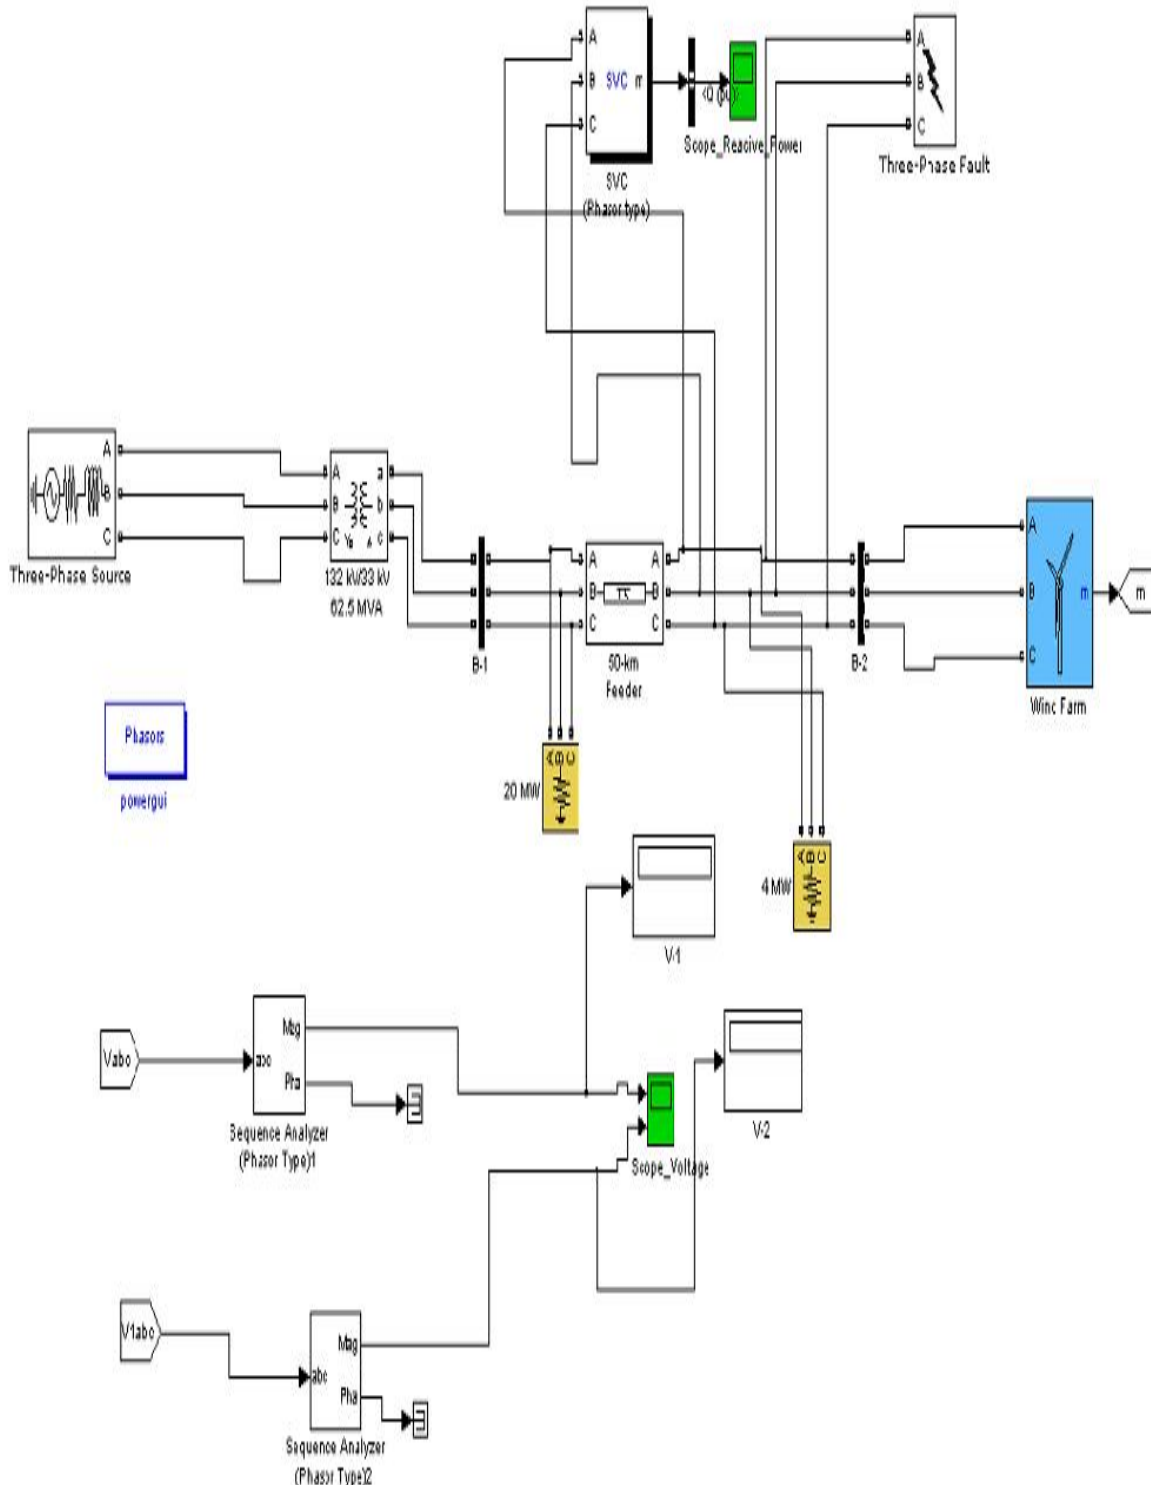 A
B
C
SVC
m
<Q (pu)>
Scope_Reacive_Power
SVC
(Phasor type)
A
B
C
Three-Phase Fault
A
B
C
Three-Phase Source
A
B
C
a
b
c
Yg
132 kV/33 kV
62.5 MVA
B-1
A
B
C
A
B
C
50-km
Feeder
B-2
A
B
C
m
Wind Farm
m
Phasors
powergui
A
B
C
20 MW
A
B
C
4 MW
V-1
Vabc
abc
Mag
Pha
Sequence Analyzer
(Phasor Type)1
Scope_Voltage
V-2
V1abc
abc
Mag
Pha
Sequence Analyzer
(Phasor Type)2